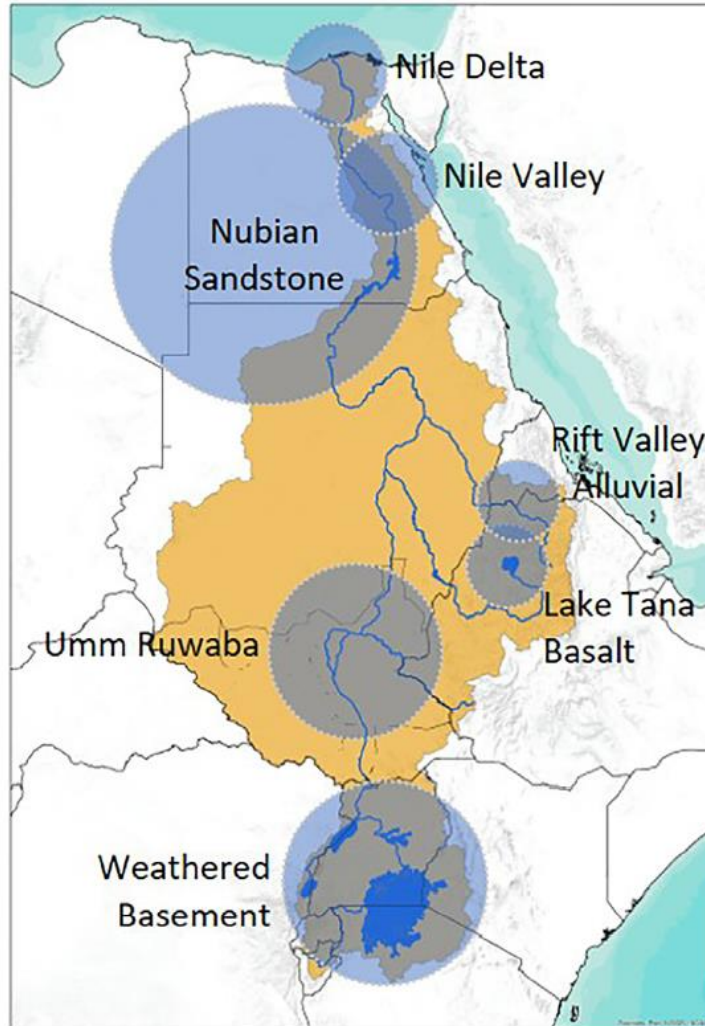 Nile Delta
Nile Valley
Nubian
Sandstone
Rift Valley
Alluvial
Lake Tana
Basalt
Umm Ruwaba
Weathered
Basement